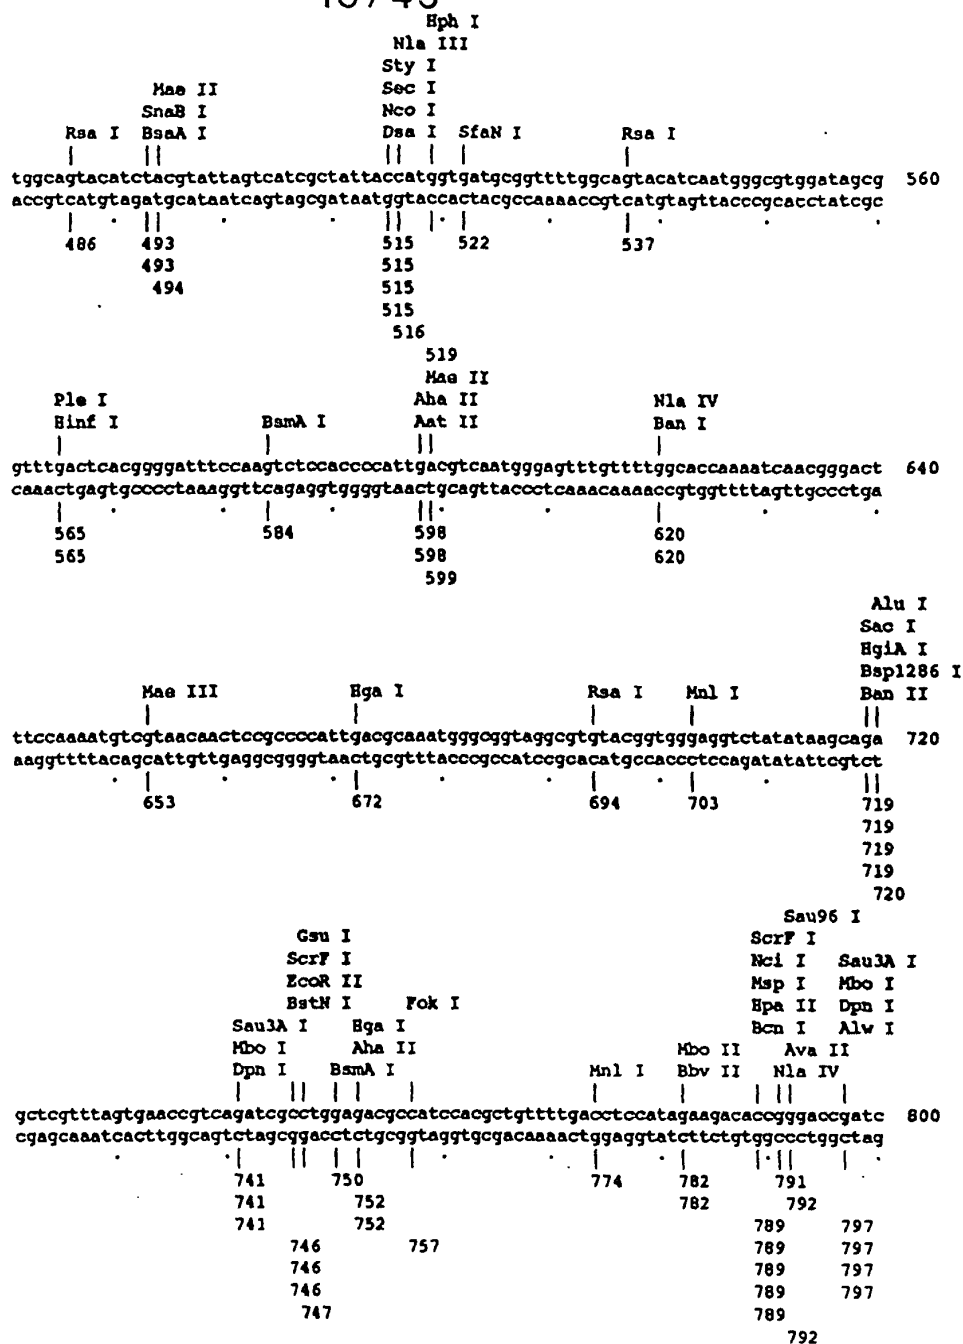 Hph I
Nla III
Sty I
Mae II Sec I
SnaB I Nco I
Rsa I BsaA I Dsa I SfaN I Rsa I
tggcagtacatctacgtattagtcatcgctattaccatggtgatgcggttttggcagtacatcaatgggcgtggatagcg 560
accgtcatgtagatgcataatcagtagcgataatggtaccactacgccaaaaccgtcatgtagttacccgcacctatcgc
486 493 515 522 537
493 515
494 515
515
516
519
Mae II
Ple I Aha II Nla IV
Hinf I BsmA I Aat II Ban I
gtttgactcacggggatttccaagtctccaccccattgacgtcaatgggagtttgttttggcaccaaaatcaacgggact 640
caaactgagtgcccctaaaggttcagaggtggggtaactgcagttaccctcaaacaaaaccgtggttttagttgccctga
565 584 598 620
565 598 620
599
Alu I
Sac I
HgiA I
Bsp1286 I
Mae III Hga I Rsa I Mnl I Ban II
ttccaaaatgtcgtaacaactccgccccattgacgcaaatgggcggtaggcgtgtacggtgggaggtctatataagcaga 720
aaggttttacagcattgttgaggcggggtaactgcgtttacccgccatccgcacatgccaccctccagatatattcgtct
653 672 694 703 719
719
719
719
720
Sau96 I
Gsu I ScrF I
ScrF I Nci I Sau3A I
EcoR II Msp I Mbo I
BstN I Fok I Hpa II Dpn I
Sau3A I Hga I Bcn I Alw I
Mbo I Aha II Mbo II Ava II
Dpn I BsmA I Mnl I Bbv II Nla IV
gctcgtttagtgaaccgtcagatcgcctggagacgccatccacgctgttttgacctccatagaagacaccgggaccgatc 800
cgagcaaatcacttggcagtctagcggacctctgcggtaggtgcgacaaaactggaggtatcttctgtggccctggctag
741 750 774 782 791
741 752 782 792
741 752 789 797
746 757 789 797
746 789 797
746 789 797
747 789
792